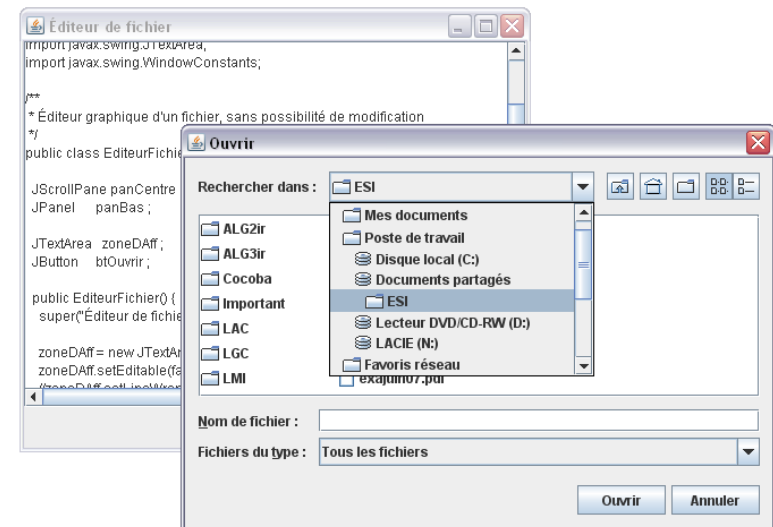 Éditeur de fichier
import javax.swing.JTextArea;
import javax.swing.WindowConstants;
/**
* Éditeur graphique d'un fichier, sans possibilité de modification
*/
public class EditeurFichie
JScrollPane panCentre
JPanel panBas ;
JTextArea zoneDAff ;
JButton btOuvrir ;
public EditeurFichier() {
super("Éditeur de fichie
zoneDAff = new JTextAr
zoneDAff.setEditable(fa
Ouvrir
Rechercher dans :
ESI
Mes documents
Poste de travail
Disque local (C:)
Documents partagés
ESI
Lecteur DVD/CD-RW (D:)
LACIE (N:)
Favoris réseau
ALG2ir
ALG3ir
Cocoba
Important
LAC
LGC
LMI
exajuin07.pdf
Nom de fichier :
Fichiers du type :
Tous les fichiers
Ouvrir
Annuler